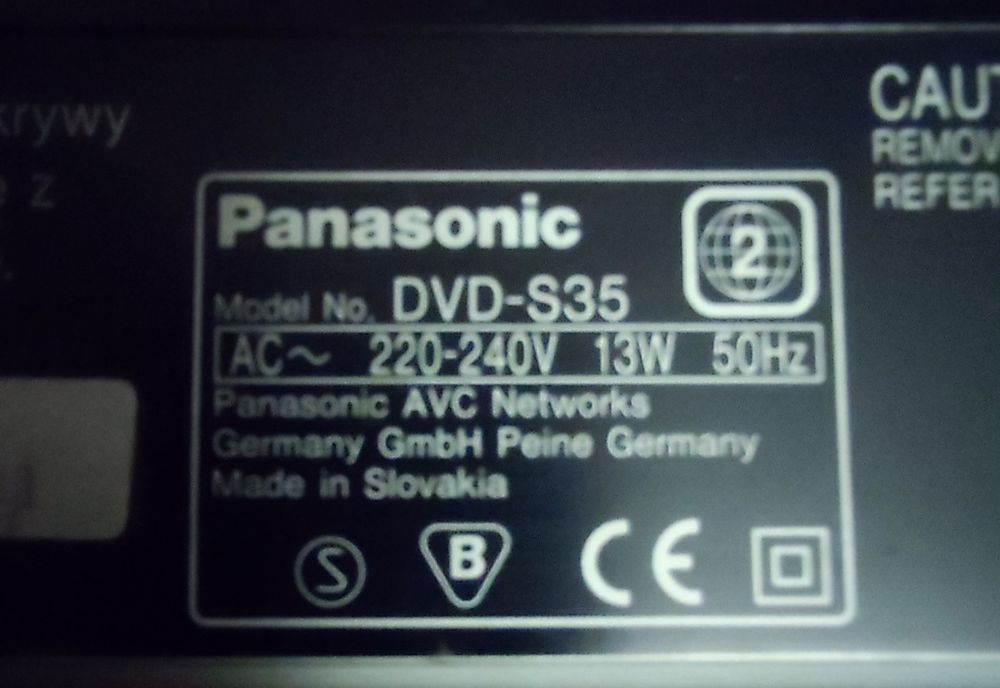 krywy
z
CAUT
REMOV
REFER
Panasonic
2
Model No. DVD-S35
AC~ 220-240V 13W 50Hz
Panasonic AVC Networks
Germany GmbH Peine Germany
Made in Slovakia
S B CE